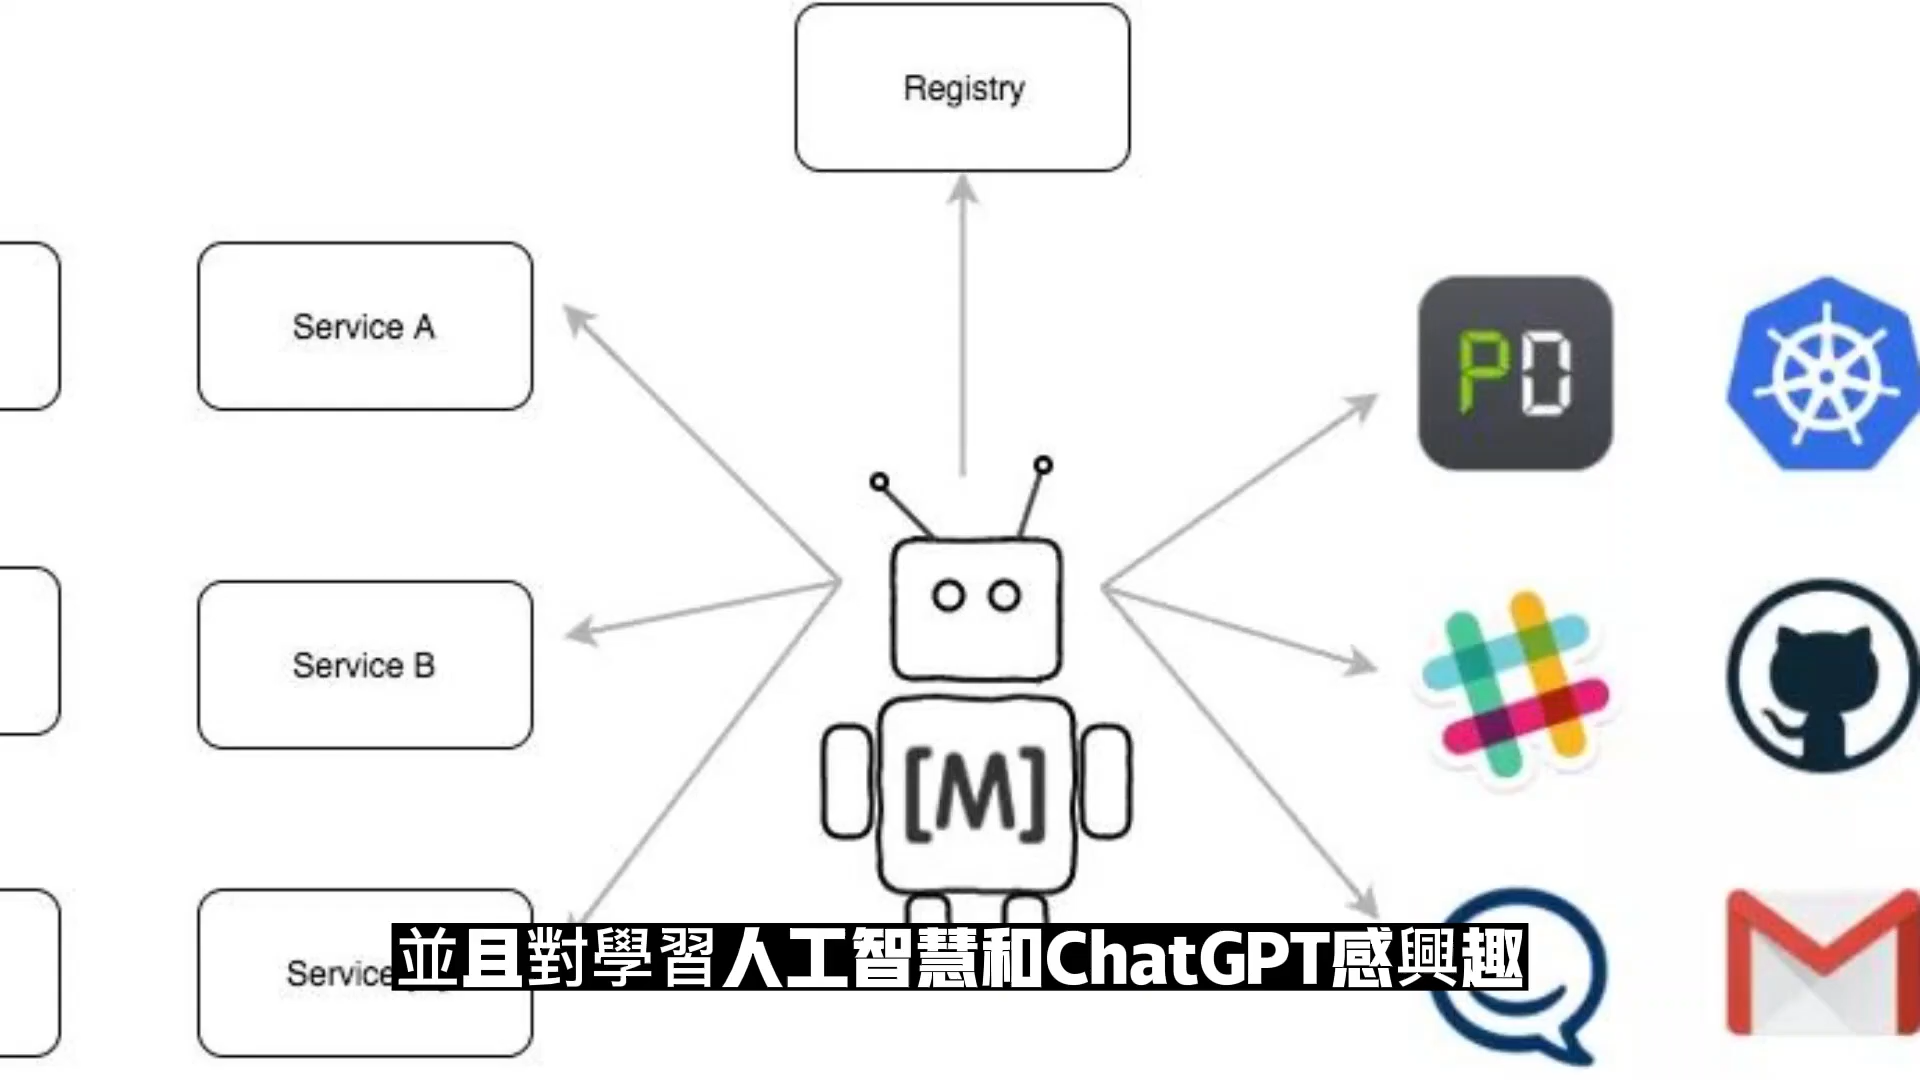 Registry
Service A
PD
Service B
[M]
Service
並且對學習人工智慧和ChatGPT感興趣